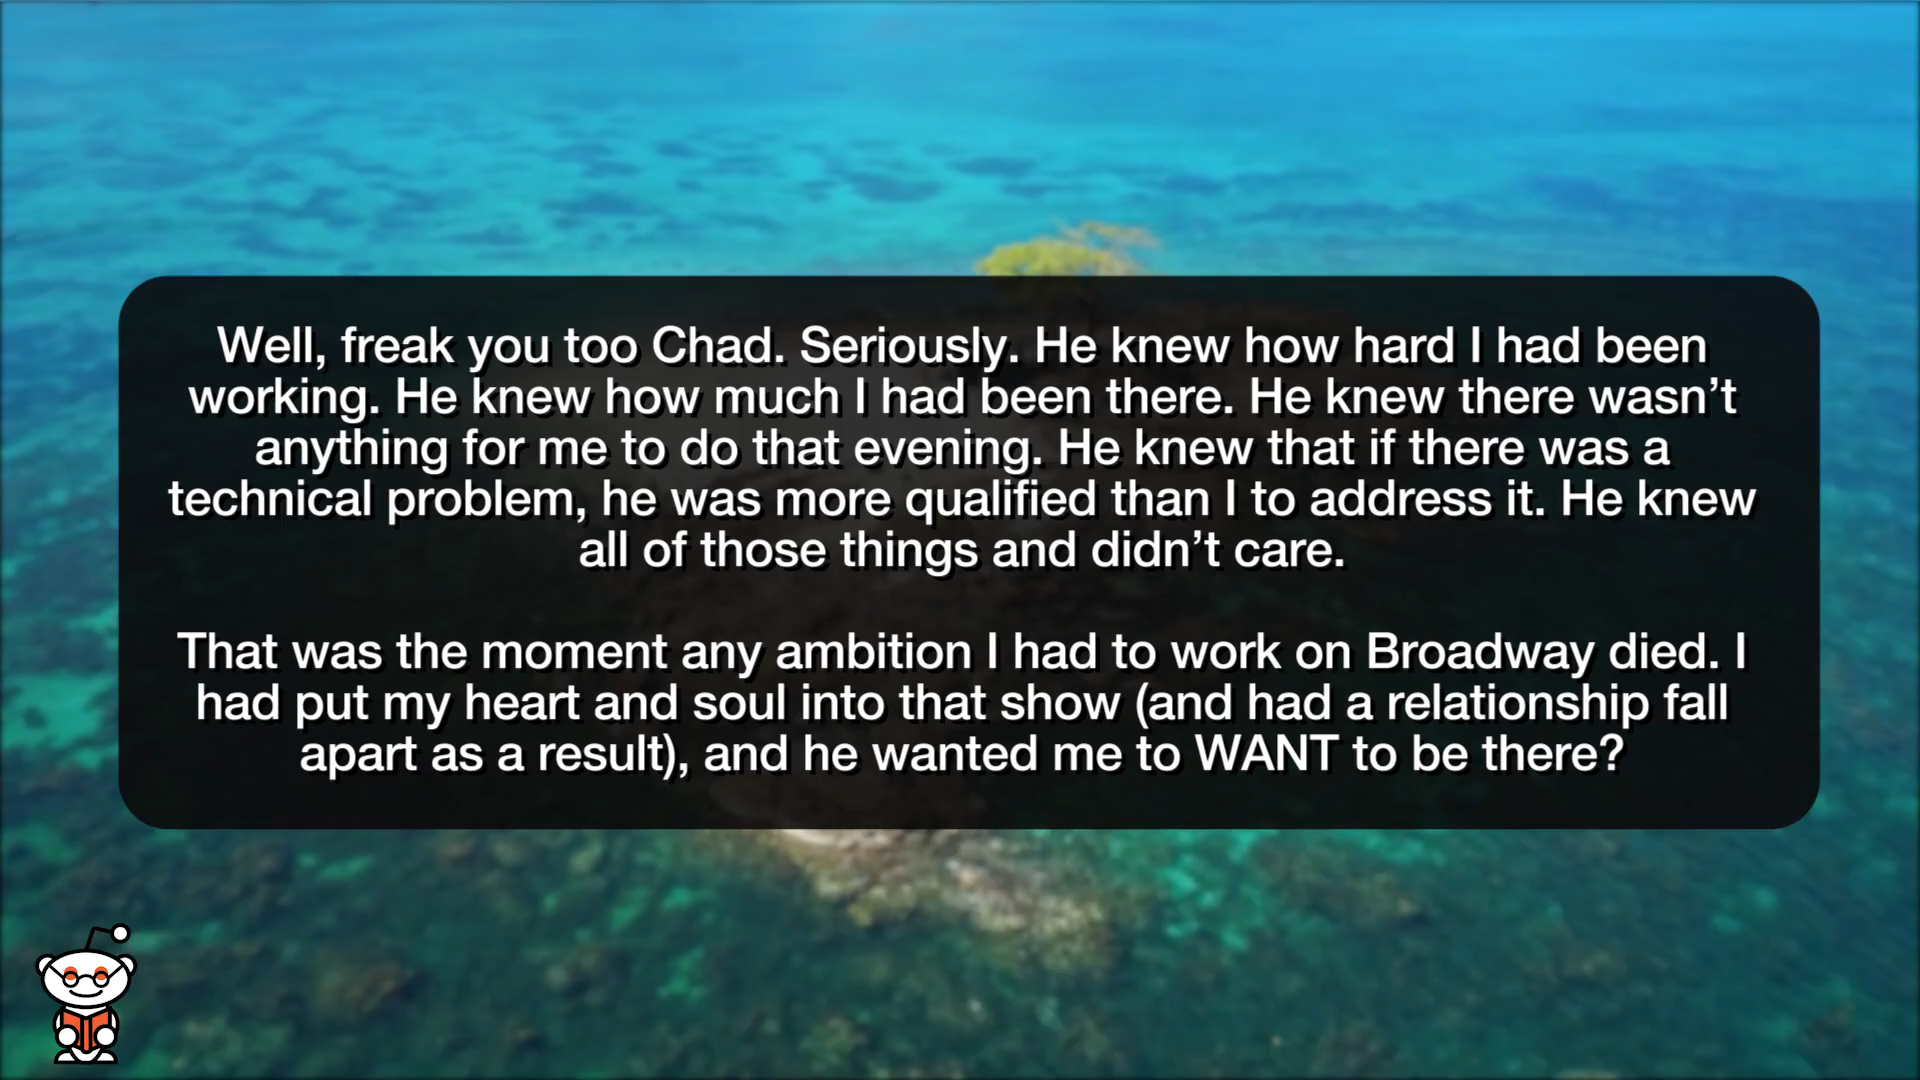 Well, freak you too Chad. Seriously. He knew how hard I had been
working. He knew how much I had been there. He knew there wasn’t
anything for me to do that evening. He knew that if there was a
technical problem, he was more qualified than I to address it. He knew
all of those things and didn’t care.
That was the moment any ambition I had to work on Broadway died. I
had put my heart and soul into that show (and had a relationship fall
apart as a result), and he wanted me to WANT to be there?